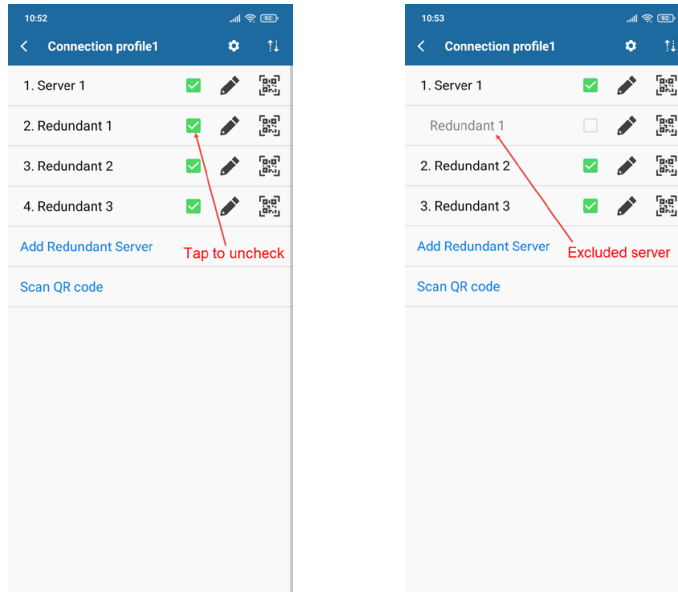 10:52
92
Connection profile1
1. Server 1
2. Redundant 1
3. Redundant 2
4. Redundant 3
Add Redundant Server
Tap to uncheck
Scan QR code
10:53
92
Connection profile1
1. Server 1
Redundant 1
2. Redundant 2
3. Redundant 3
Add Redundant Server
Excluded server
Scan QR code